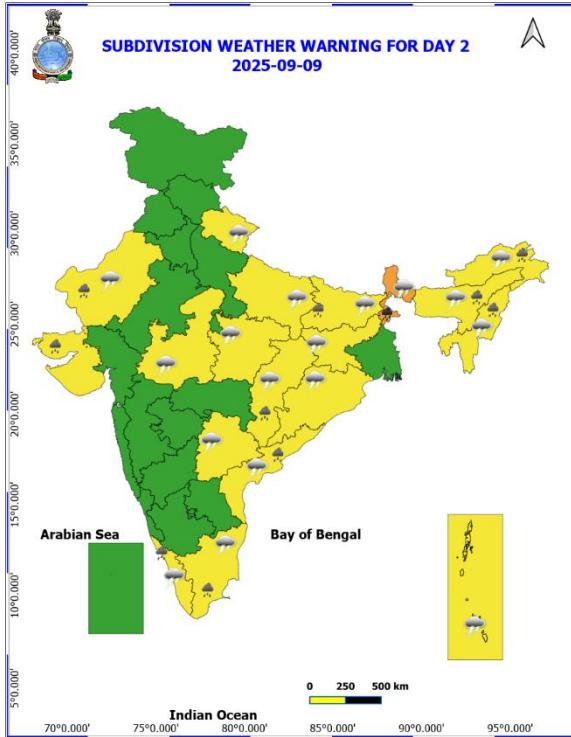 SUBDIVISION WEATHER WARNING FOR DAY 2
2025-09-09
40°0.000'
35°0.000'
30°0.000'
25°0.000'
20°0.000'
15°0.000'
10°0.000'
5°0.000'
Arabian Sea
Bay of Bengal
0 250 500 km
Indian Ocean
70°0.000' 75°0.000' 80°0.000' 85°0.000' 90°0.000' 95°0.000'